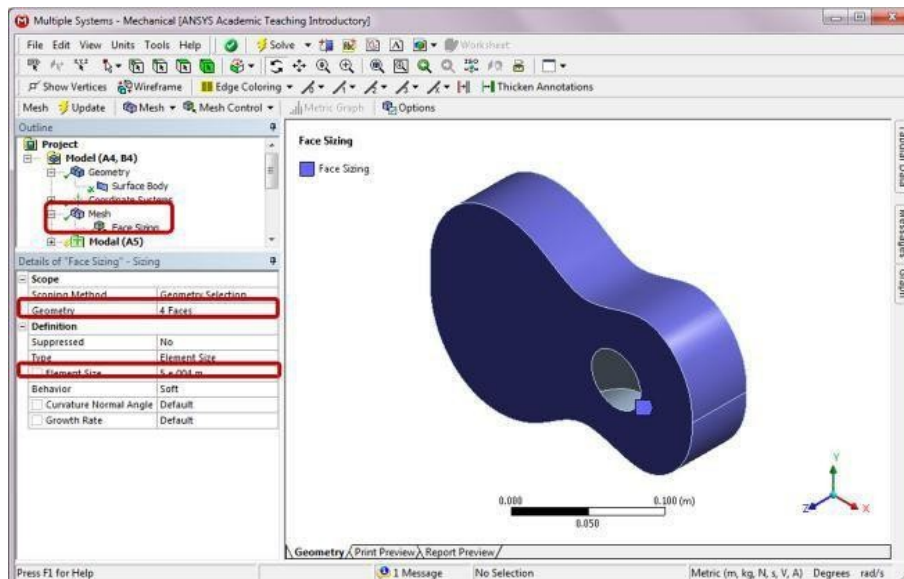 Multiple Systems - Mechanical [ANSYS Academic Teaching Introductory]
File Edit View Units Tools Help Solve Worksheet
Show Vertices Wireframe Edge Coloring Thicken Annotations
Mesh Update Mesh Mesh Control Metric Graph Options
Outline
Project
Model (A4, B4)
Geometry
Surface Body
Coordinate Systems
Mesh
Face Sizing
Modal (A5)
Details of "Face Sizing" - Sizing
Scope
Scoping Method Geometry Selection
Geometry 4 Faces
Definition
Suppressed No
Type Element Size
Element Size 5.e-004 m
Behavior Soft
Curvature Normal Angle Default
Growth Rate Default
Face Sizing
Face Sizing
0.000 0.100 (m)
0.050
Y
Z X
Geometry Print Preview Report Preview
Tabular Data
Messages
Graph
Press F1 for Help 1 Message No Selection Metric (m, kg, N, s, V, A) Degrees rad/s